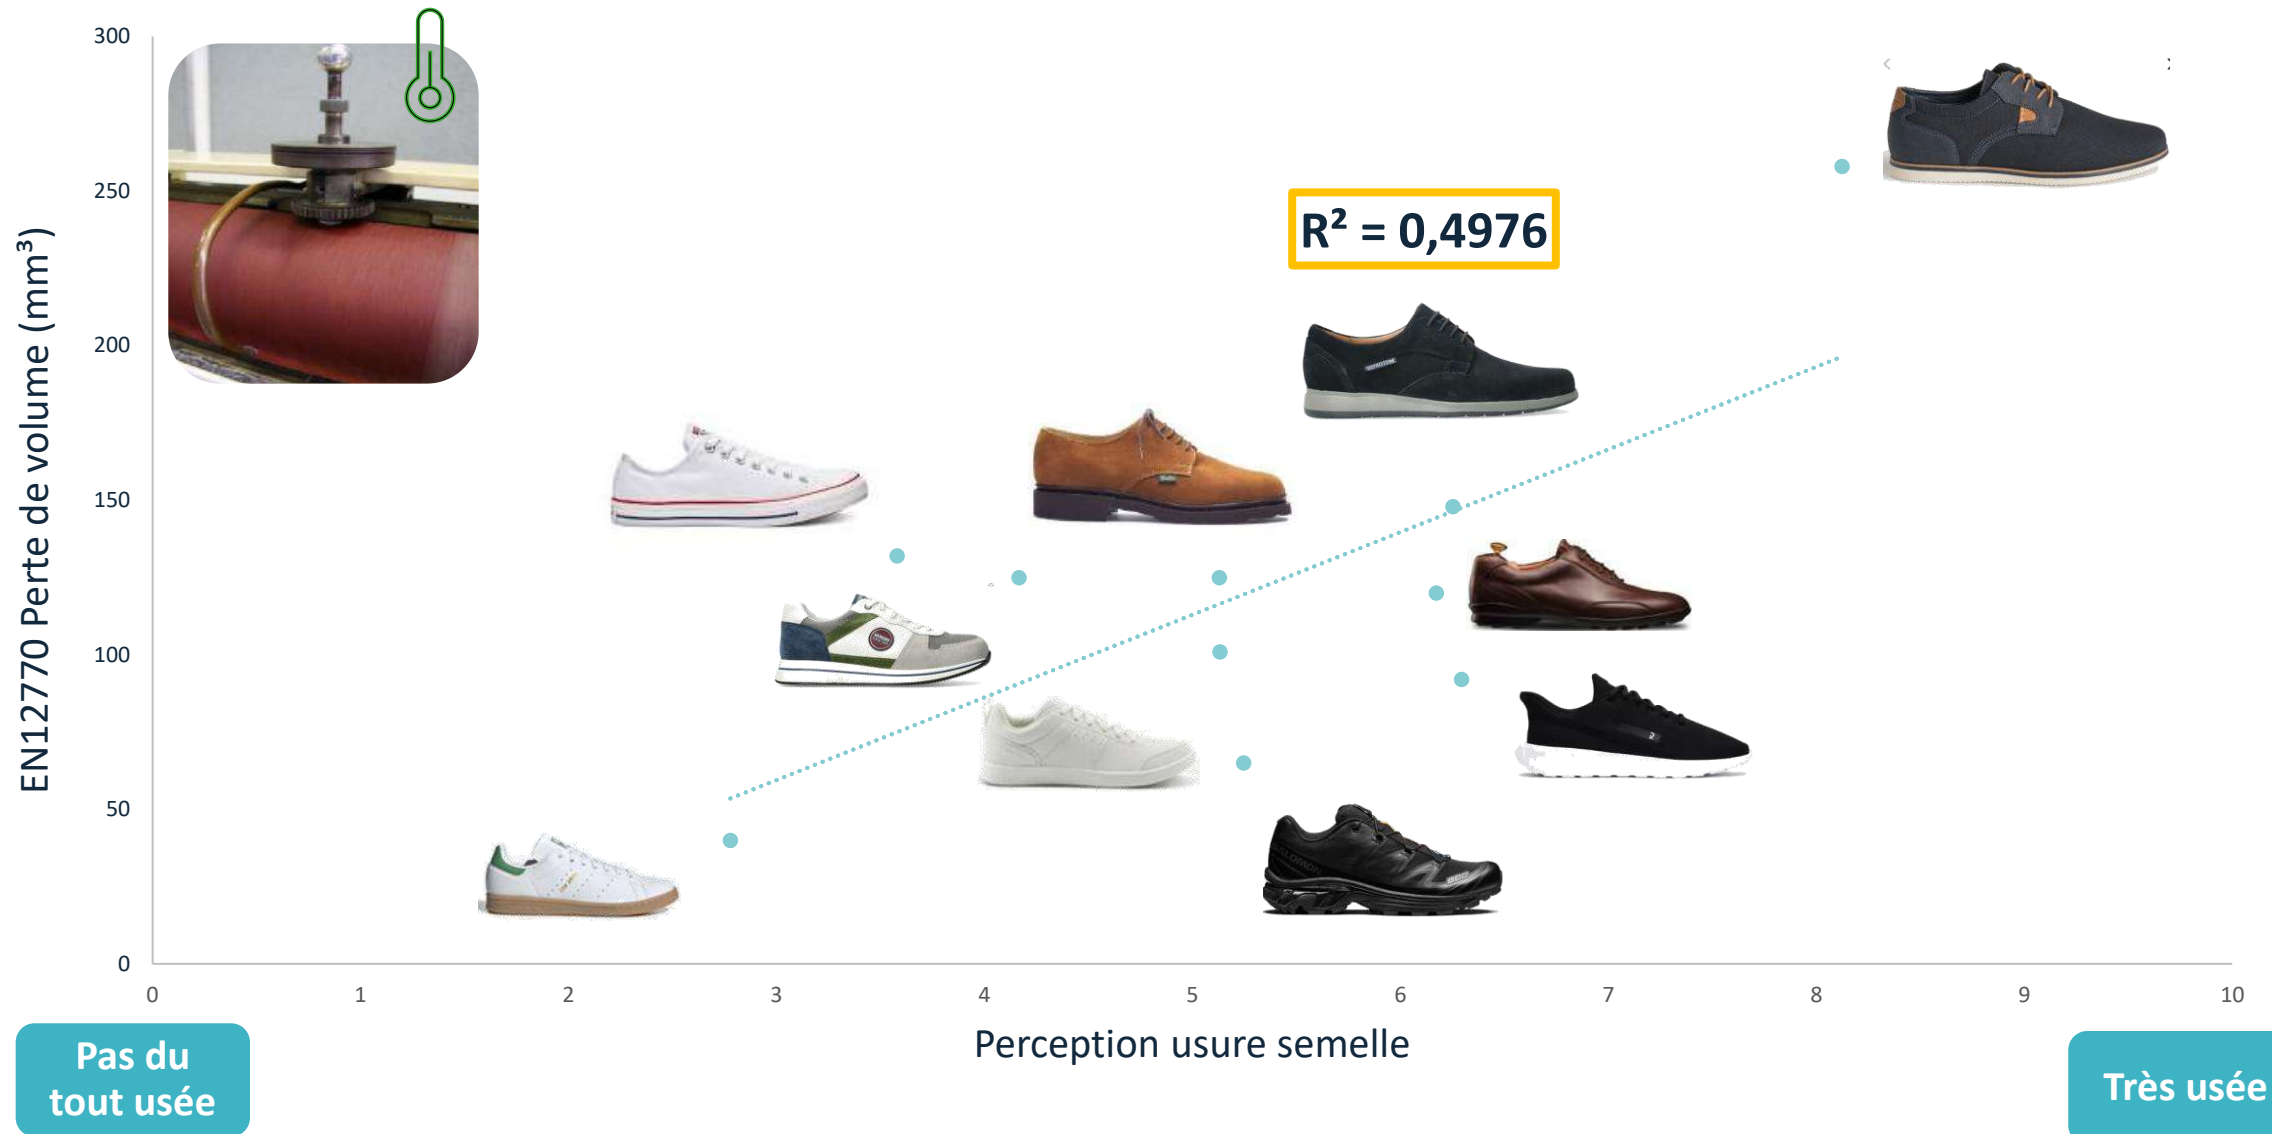 300
250
200
150
100
50
0
EN12770 Perte de volume (mm³)
R² = 0,4976
0 1 2 3 4 5 6 7 8 9 10
Perception usure semelle
Pas du
tout usée
Très usée